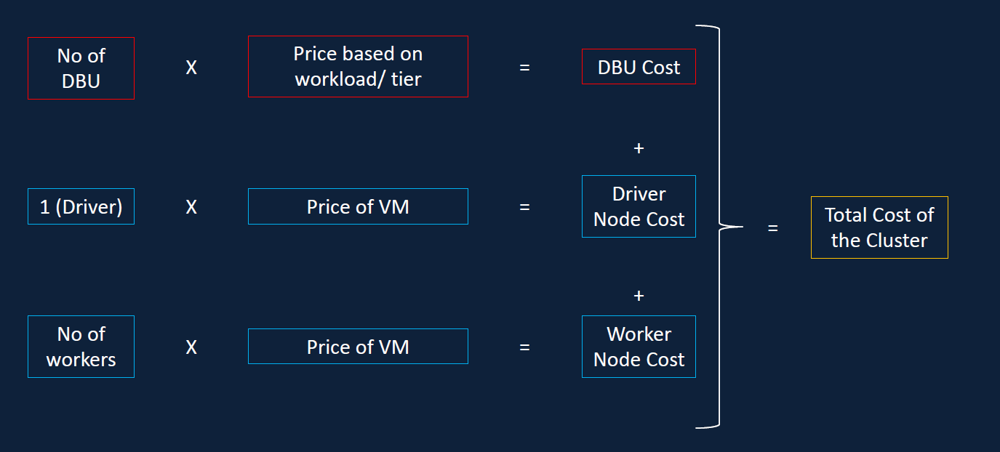 No of
DBU
X
Price based on
workload/ tier
=
DBU Cost
+
1 (Driver)
X
Price of VM
=
Driver
Node Cost
=
Total Cost of
the Cluster
+
No of
workers
X
Price of VM
=
Worker
Node Cost